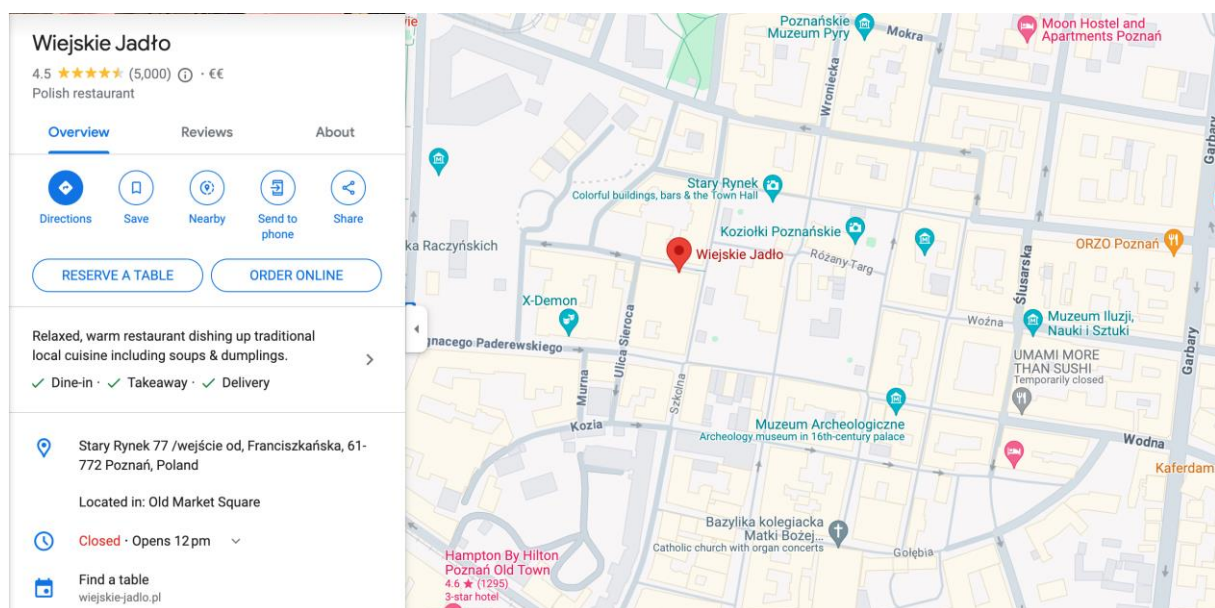 Wiejskie Jadło
4.5 (5,000) · €€
Polish restaurant
Overview Reviews About
Directions Save Nearby Send to phone Share
RESERVE A TABLE ORDER ONLINE
Relaxed, warm restaurant dishing up traditional
local cuisine including soups & dumplings.
Dine-in · Takeaway · Delivery
Stary Rynek 77 /wejście od, Franciszkańska, 61-
772 Poznań, Poland
Located in: Old Market Square
Closed · Opens 12 pm
Find a table
wiejskie-jadlo.pl
Poznańskie
Muzeum Pyry
Mokra
Moon Hostel and
Apartments Poznań
Wroniecka
Garbary
Stary Rynek
Colorful buildings, bars & the Town Hall
Koziołki Poznańskie
ka Raczyńskich
Wiejskie Jadło
Różany Targ
ORZO Poznań
Ślusarska
X-Demon
Woźna
Muzeum Iluzji,
Nauki i Sztuki
gnacego Paderewskiego
Ulica Sieroca
UMAMI MORE
THAN SUSHI
Temporarily closed
Garbary
Murna
Szkolna
Kozia
Muzeum Archeologiczne
Archeology museum in 16th-century palace
Wodna
Kaferdam
Bazylika kolegiacka
Matki Bożej...
Catholic church with organ concerts
Gołębia
Hampton By Hilton
Poznań Old Town
4.6 ★ (1295)
3-star hotel